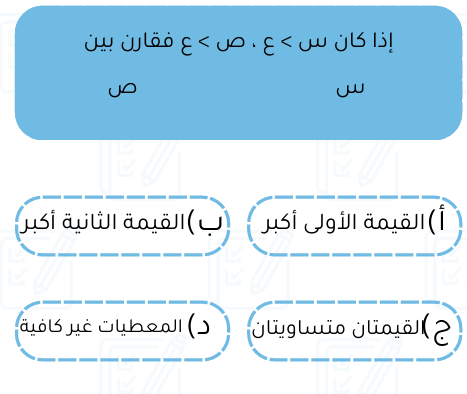 إذا كان س > ع ، ص > ع فقارن بين
س ص
أ) القيمة الأولى أكبر
ب) القيمة الثانية أكبر
ج) القيمتان متساويتان
د) المعطيات غير كافية